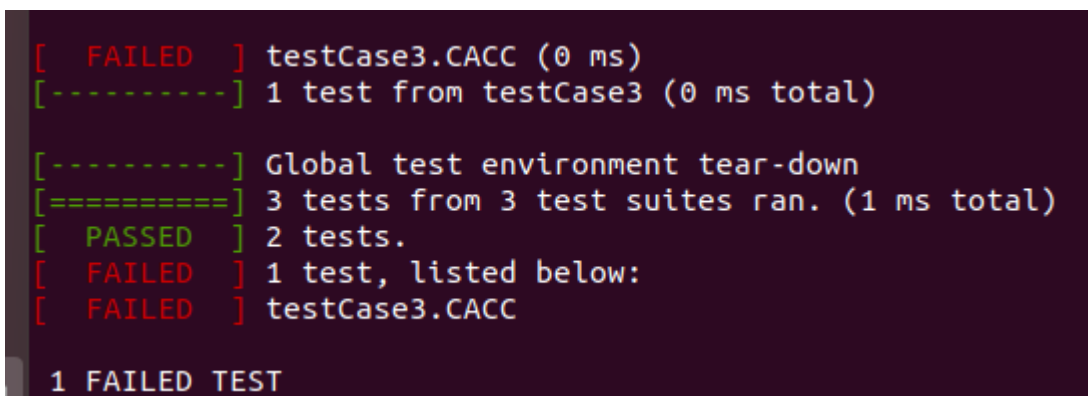 [  FAILED  ] testCase3.CACC (0 ms)
[----------] 1 test from testCase3 (0 ms total)
[----------] Global test environment tear-down
[==========] 3 tests from 3 test suites ran. (1 ms total)
[  PASSED  ] 2 tests.
[  FAILED  ] 1 test, listed below:
[  FAILED  ] testCase3.CACC
1 FAILED TEST